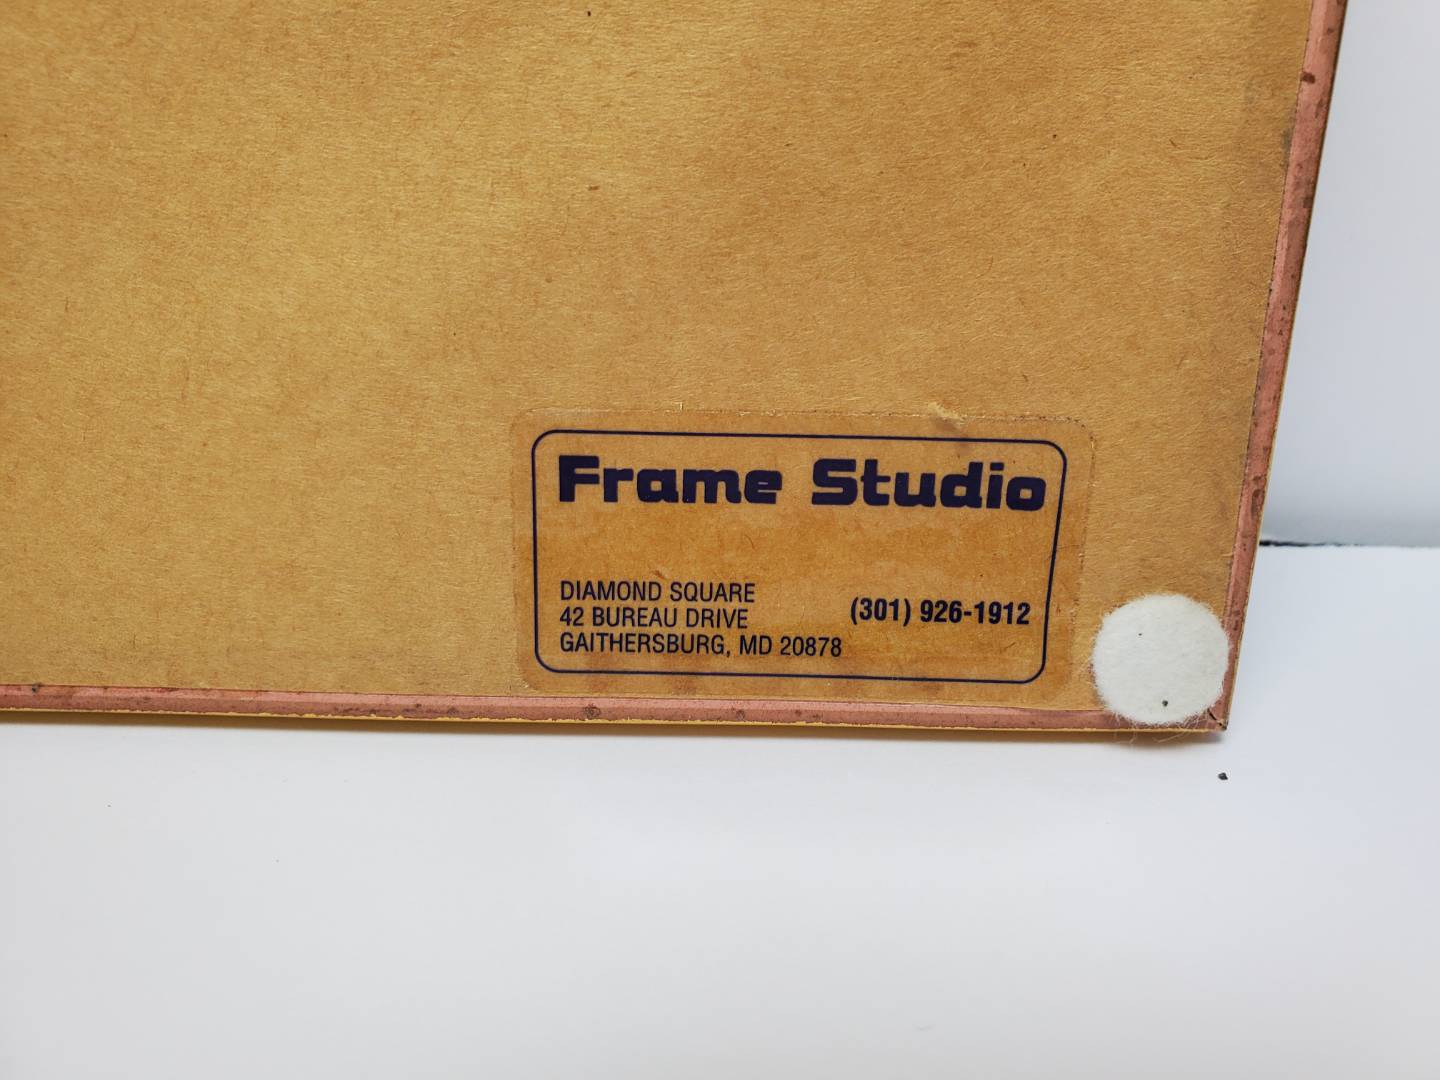 Frame Studio
DIAMOND SQUARE
42 BUREAU DRIVE
GAITHERSBURG, MD 20878
(301) 926-1912